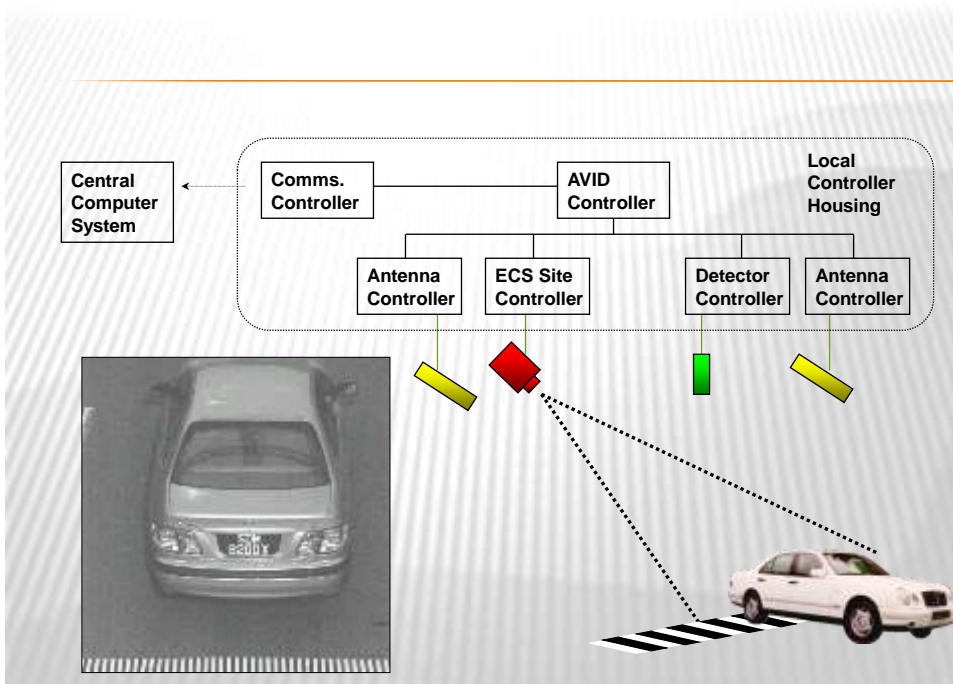 Central
Computer
System
Comms.
Controller
AVID
Controller
Local
Controller
Housing
Antenna
Controller
ECS Site
Controller
Detector
Controller
Antenna
Controller